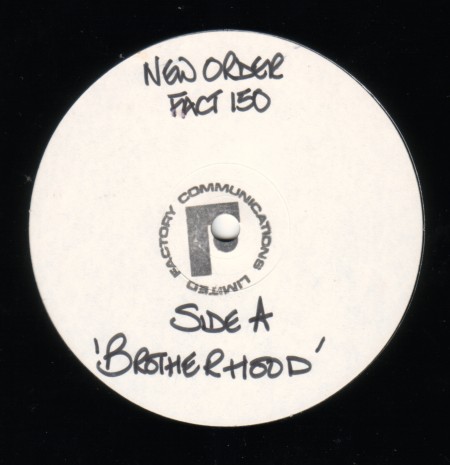 NEW ORDER
FACT 150
FACTORY COMMUNICATIONS LIMITED
SIDE A
'BROTHERHOOD'